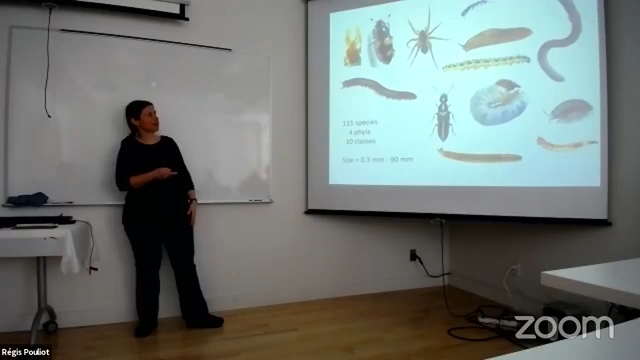 115 species
4 phyla
10 classes
Size = 0.3 mm : 90 mm
zoom
Régis Pouliot